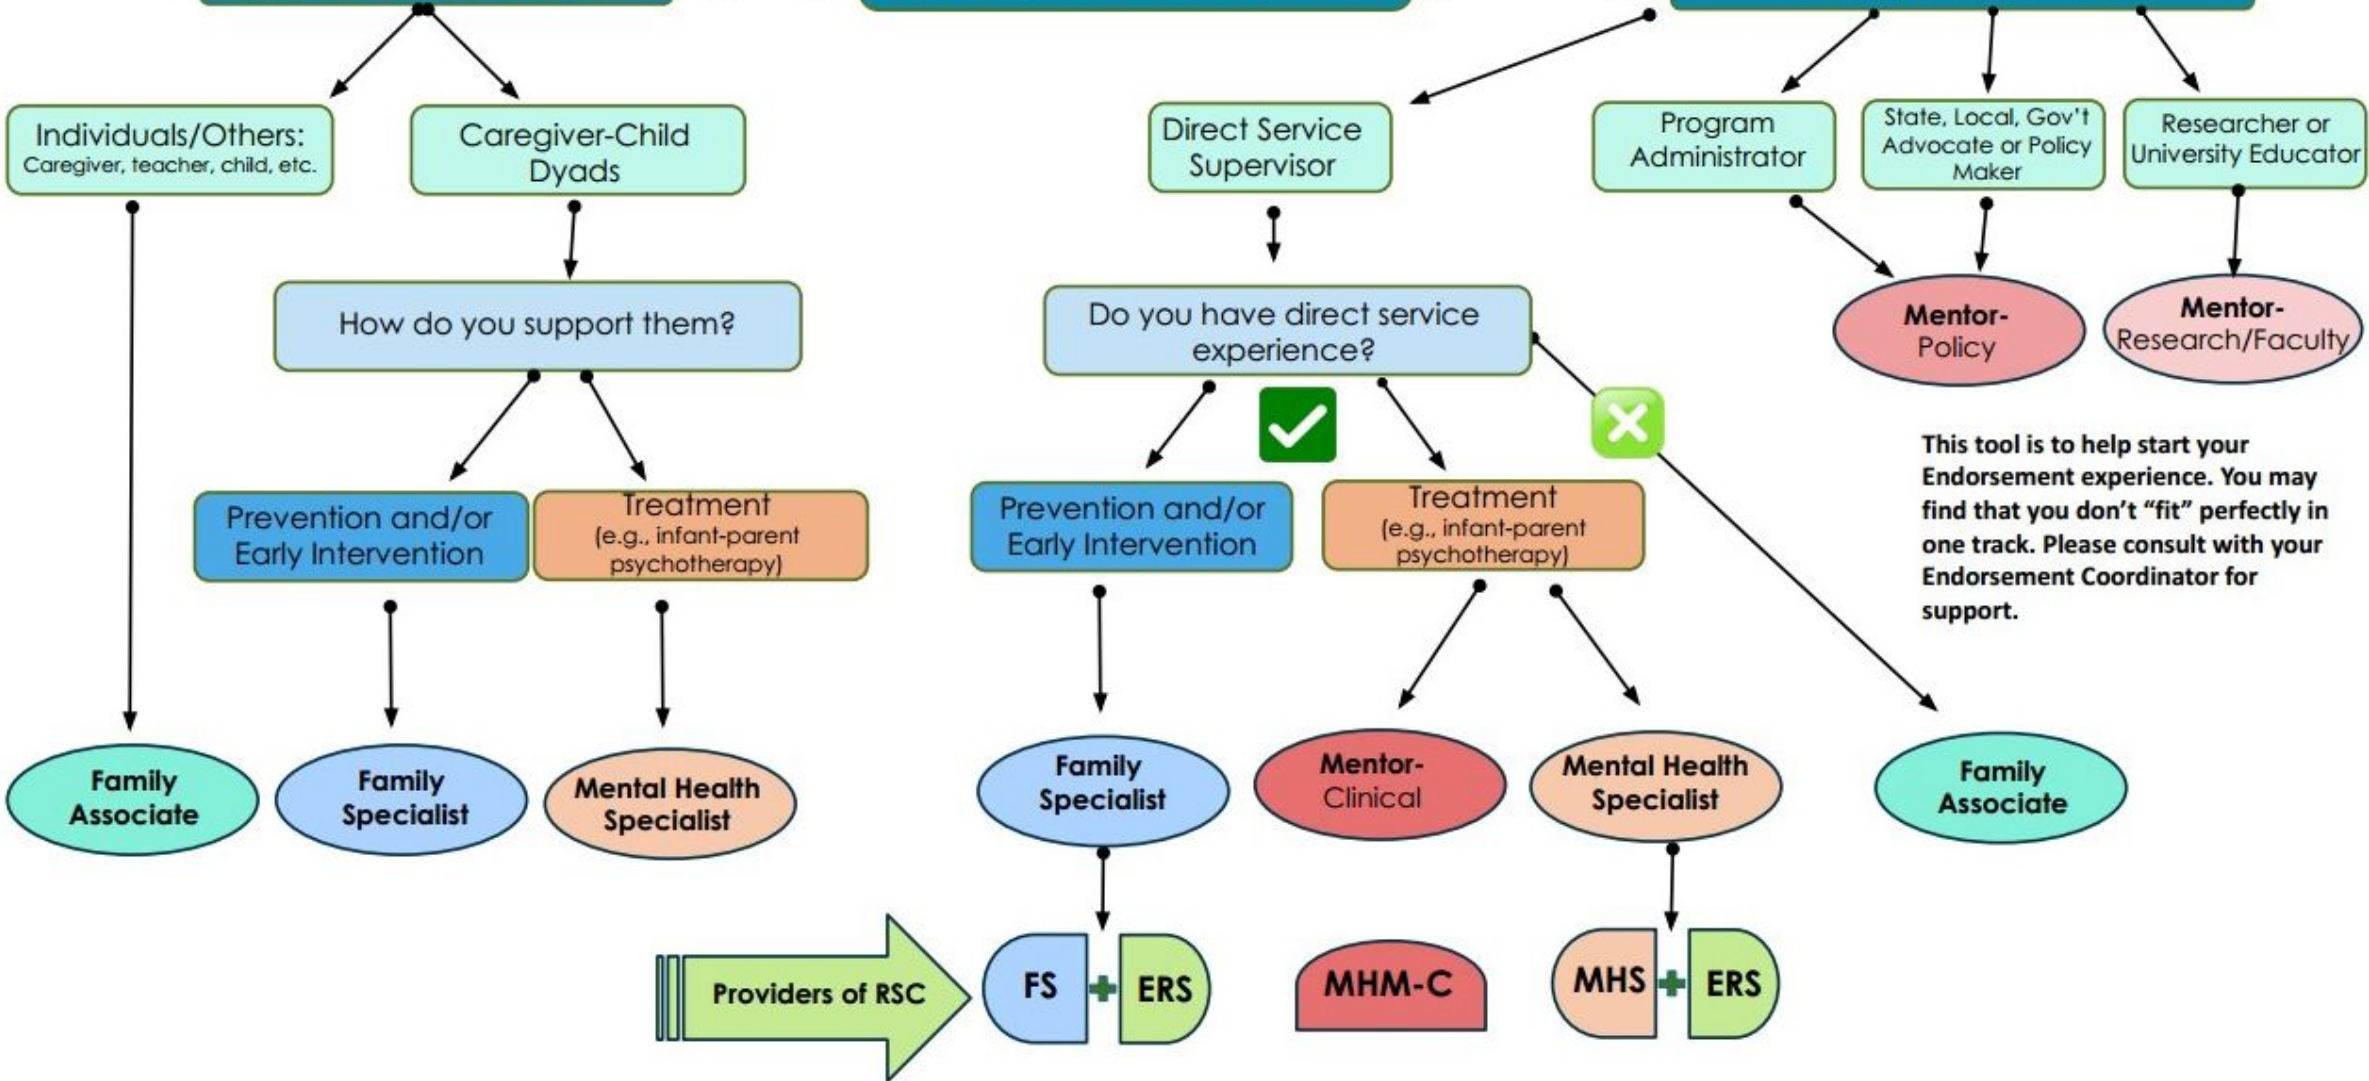 Individuals/Others:
Caregiver, teacher, child, etc.
Caregiver-Child
Dyads
Direct Service
Supervisor
Program
Administrator
State, Local, Gov't
Advocate or Policy
Maker
Researcher or
University Educator
How do you support them?
Do you have direct service
experience?
Mentor-
Policy
Mentor-
Research/Faculty
This tool is to help start your
Endorsement experience. You may
find that you don't “fit” perfectly in
one track. Please consult with your
Endorsement Coordinator for
support.
Prevention and/or
Early Intervention
Treatment
(e.g., infant-parent
psychotherapy)
Prevention and/or
Early Intervention
Treatment
(e.g., infant-parent
psychotherapy)
Family
Associate
Family
Specialist
Mental Health
Specialist
Family
Specialist
Mentor-
Clinical
Mental Health
Specialist
Family
Associate
Providers of RSC
FS + ERS
MHM-C
MHS + ERS